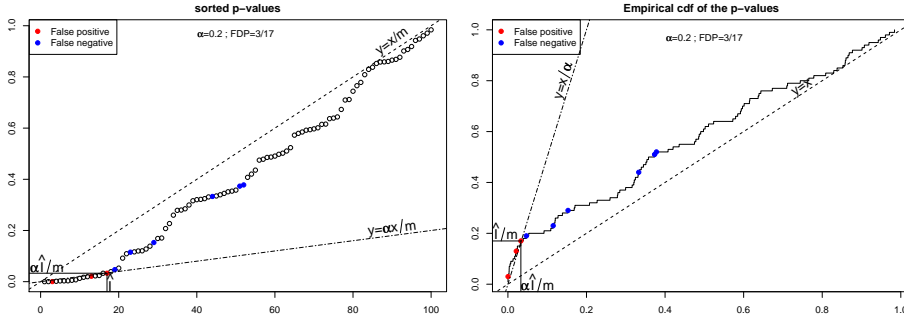 sorted p-values
False positive
False negative
α=0.2 ; FDP=3/17
y=x/m
y=αx/m
αl̂/m
l̂
0.0 0.2 0.4 0.6 0.8 1.0
0 20 40 60 80 100
Empirical cdf of the p-values
False positive
False negative
α=0.2 ; FDP=3/17
y=x/α
y=x
l̂/m
αl̂/m
0.0 0.2 0.4 0.6 0.8 1.0
0.0 0.2 0.4 0.6 0.8 1.0